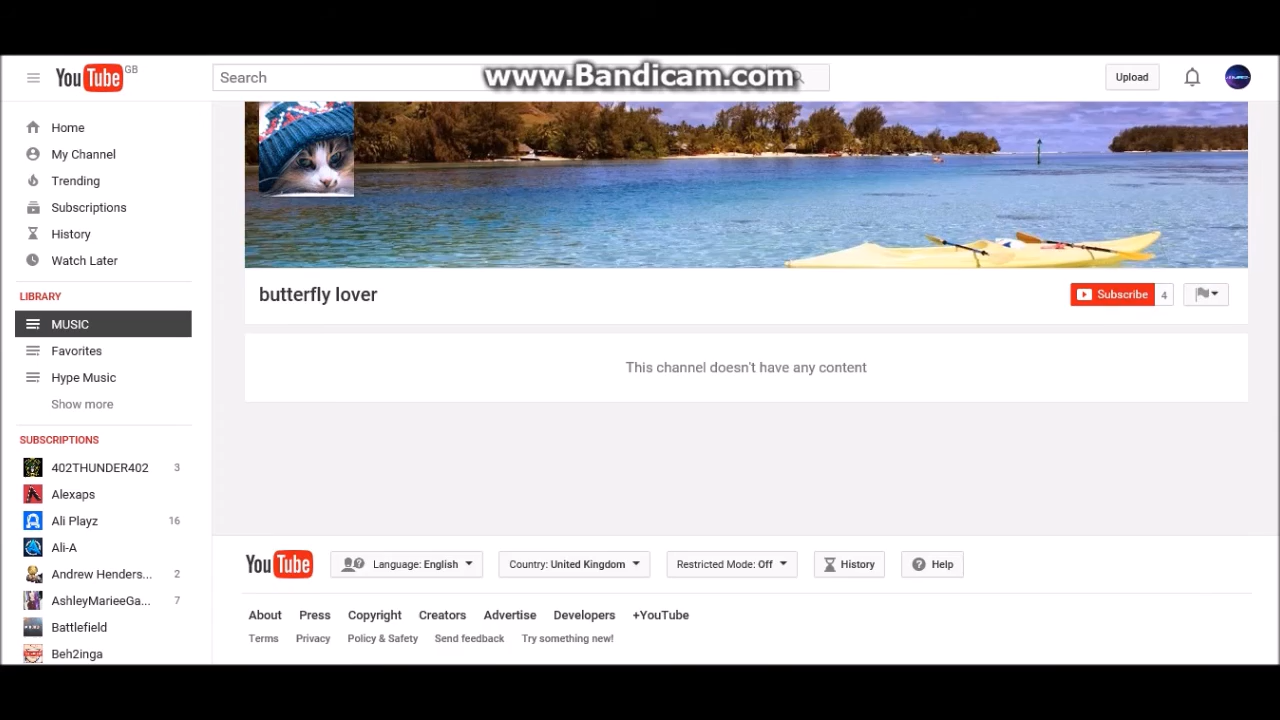 www.Bandicam.com
YouTube GB
Search
Upload
Home
My Channel
Trending
Subscriptions
History
Watch Later
LIBRARY
MUSIC
Favorites
Hype Music
Show more
SUBSCRIPTIONS
402THUNDER402 3
Alexaps
Ali Playz 16
Ali-A
Andrew Henders... 2
AshleyMarieeGa... 7
Battlefield
Beh2inga
butterfly lover
Subscribe 4
This channel doesn't have any content
YouTube
Language: English
Country: United Kingdom
Restricted Mode: Off
History
Help
About Press Copyright Creators Advertise Developers +YouTube
Terms Privacy Policy & Safety Send feedback Try something new!